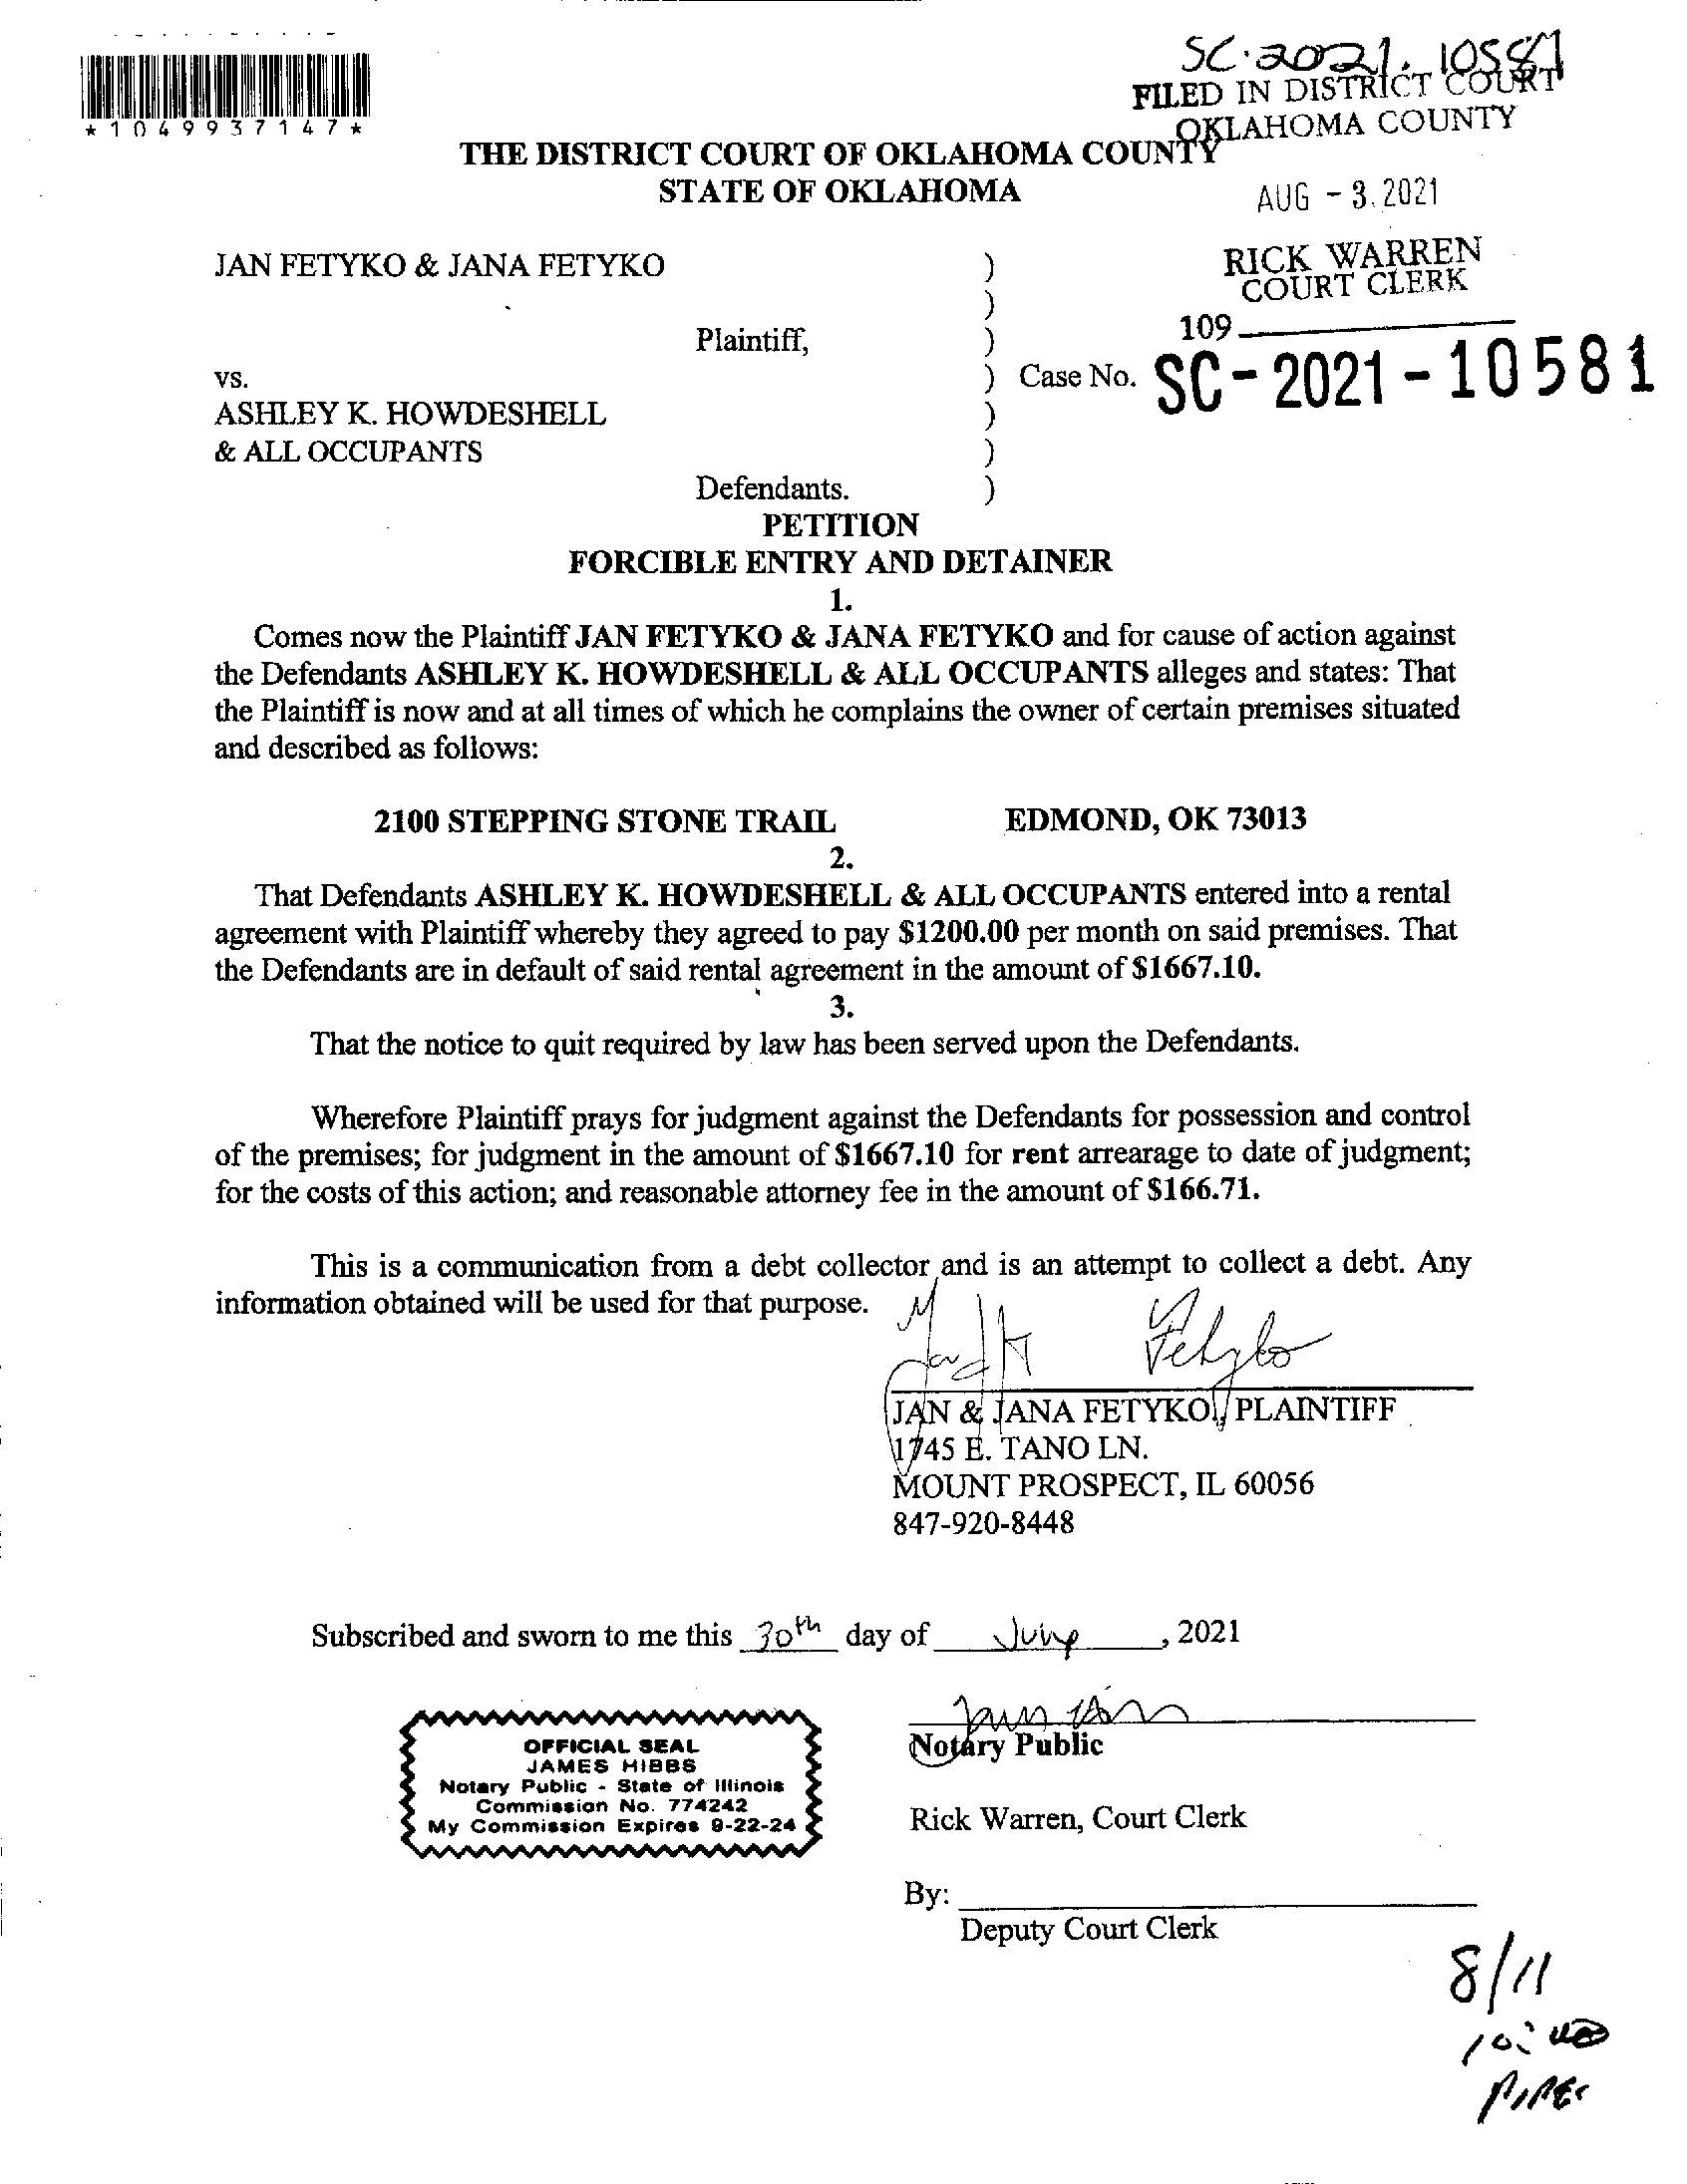 SC-2021-10581
FILED IN DISTRICT COURT
OKLAHOMA COUNTY
*1049937147*
THE DISTRICT COURT OF OKLAHOMA COUNTY
STATE OF OKLAHOMA
AUG - 3. 2021
JAN FETYKO & JANA FETYKO )
RICK WARREN
COURT CLERK
)
109
Plaintiff, )
vs. ) Case No. SC-2021-10581
ASHLEY K. HOWDESHELL )
& ALL OCCUPANTS )
Defendants. )
PETITION
FORCIBLE ENTRY AND DETAINER
1.
Comes now the Plaintiff JAN FETYKO & JANA FETYKO and for cause of action against
the Defendants ASHLEY K. HOWDESHELL & ALL OCCUPANTS alleges and states: That
the Plaintiff is now and at all times of which he complains the owner of certain premises situated
and described as follows:
2100 STEPPING STONE TRAIL EDMOND, OK 73013
2.
That Defendants ASHLEY K. HOWDESHELL & ALL OCCUPANTS entered into a rental
agreement with Plaintiff whereby they agreed to pay $1200.00 per month on said premises. That
the Defendants are in default of said rental agreement in the amount of $1667.10.
3.
That the notice to quit required by law has been served upon the Defendants.
Wherefore Plaintiff prays for judgment against the Defendants for possession and control
of the premises; for judgment in the amount of $1667.10 for rent arrearage to date of judgment;
for the costs of this action; and reasonable attorney fee in the amount of $166.71.
This is a communication from a debt collector and is an attempt to collect a debt. Any
information obtained will be used for that purpose.
Fetyko
JAN & JANA FETYKO, PLAINTIFF
1745 E. TANO LN.
MOUNT PROSPECT, IL 60056
847-920-8448
Subscribed and sworn to me this 30th day of , 2021
OFFICIAL SEAL
JAMES HIBBS
Notary Public - State of Illinois
Commission No. 774242
My Commission Expires 9-22-24
Notary Public
Rick Warren, Court Clerk
By:
Deputy Court Clerk
8/11